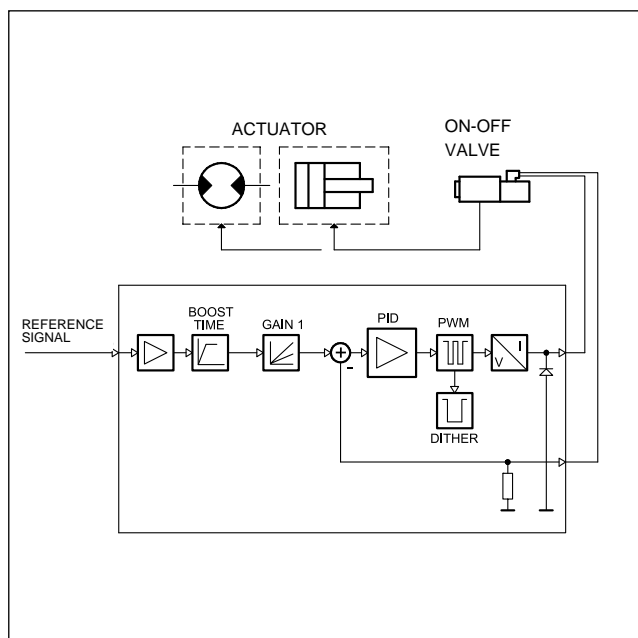 ACTUATOR
ON-OFF
VALVE
REFERENCE
SIGNAL
BOOST
TIME
GAIN 1
+
-
PID
PWM
I
V
DITHER